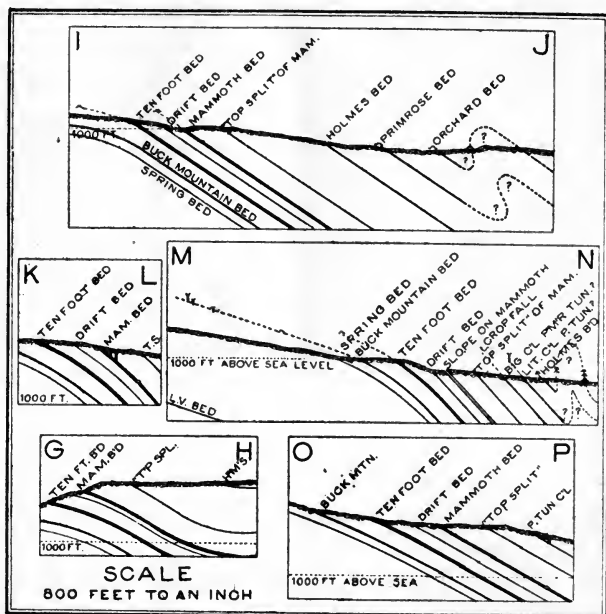 I
J
TEN FOOT BED
DRIFT BED
MAMMOTH BED
TOP SPLIT OF MAM.
HOLMES BED
PRIMROSE BED
ORCHARD BED
?
?
?
?
1000 FT.
BUCK MOUNTAIN BED
SPRING BED
K
L
TEN FOOT BED
DRIFT BED
MAM. BED
T.S.
1000 FT.
M
N
?
SPRING BED
BUCK MOUNTAIN BED
TEN FOOT BED
DRIFT BED
SLOPE ON MAMMOTH
CROP FALL
TOP SPLIT OF MAM.
BIG CL. PMR TUN.?
LIT. CL. P. TUN.?
HOLMES B'D
?
?
?
1000 FT ABOVE SEA LEVEL
L.V. BED
G
H
TEN FT. B'D
MAM. B'D
T'P SPL.
H'MS.
1000 FT.
O
P
BUCK MTN.
TEN FOOT BED
DRIFT BED
MAMMOTH BED
"TOP SPLIT"
P. TUN CL.
1000 FT ABOVE SEA
SCALE
800 FEET TO AN INCH